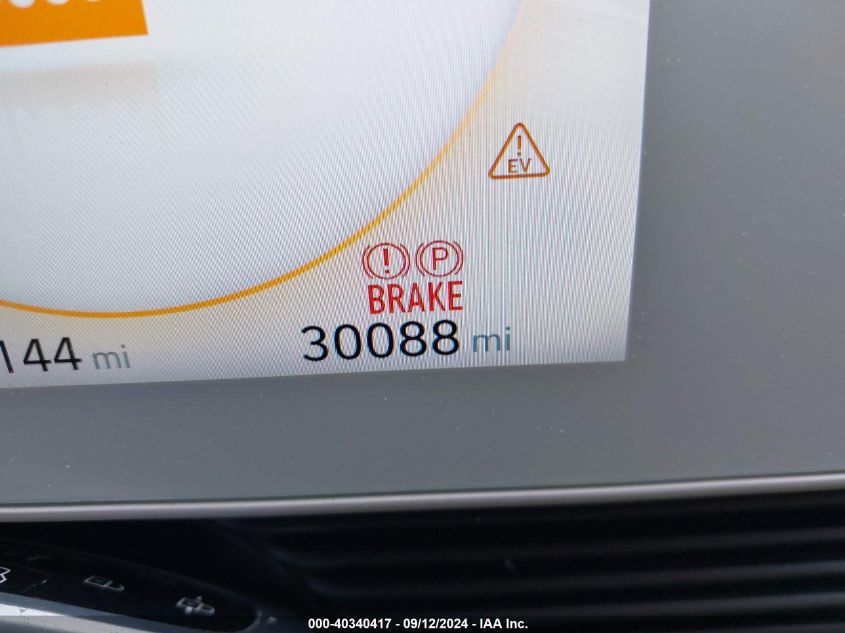 EV
! P
BRAKE
144 mi
30088 mi
000-40340417 - 09/12/2024 - IAA Inc.